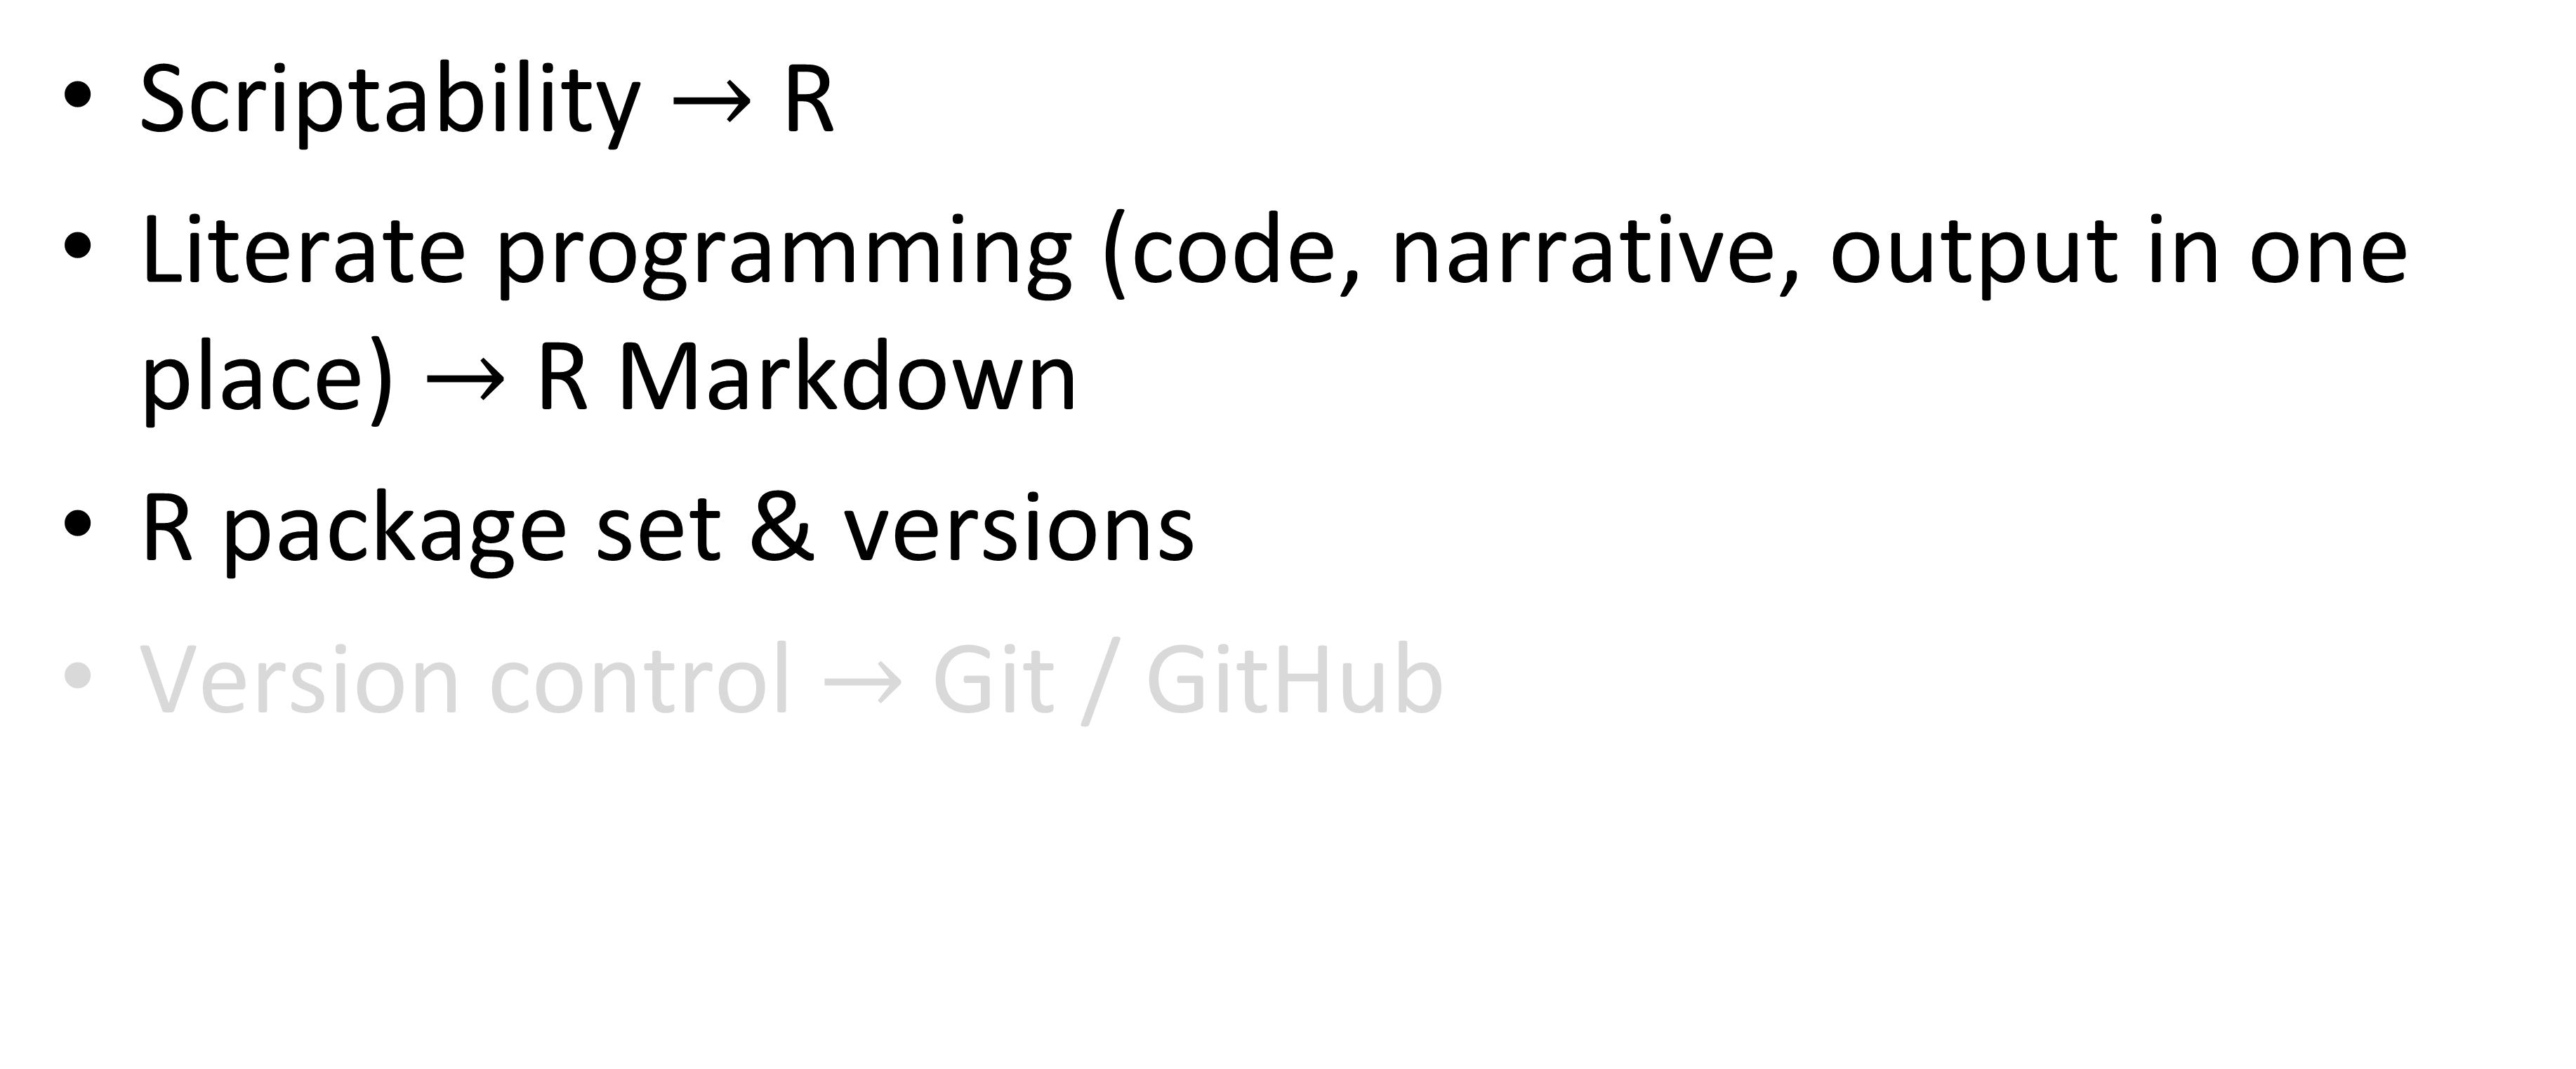 • Scriptability → R
• Literate programming (code, narrative, output in one
place) → R Markdown
• R package set & versions
• Version control → Git / GitHub